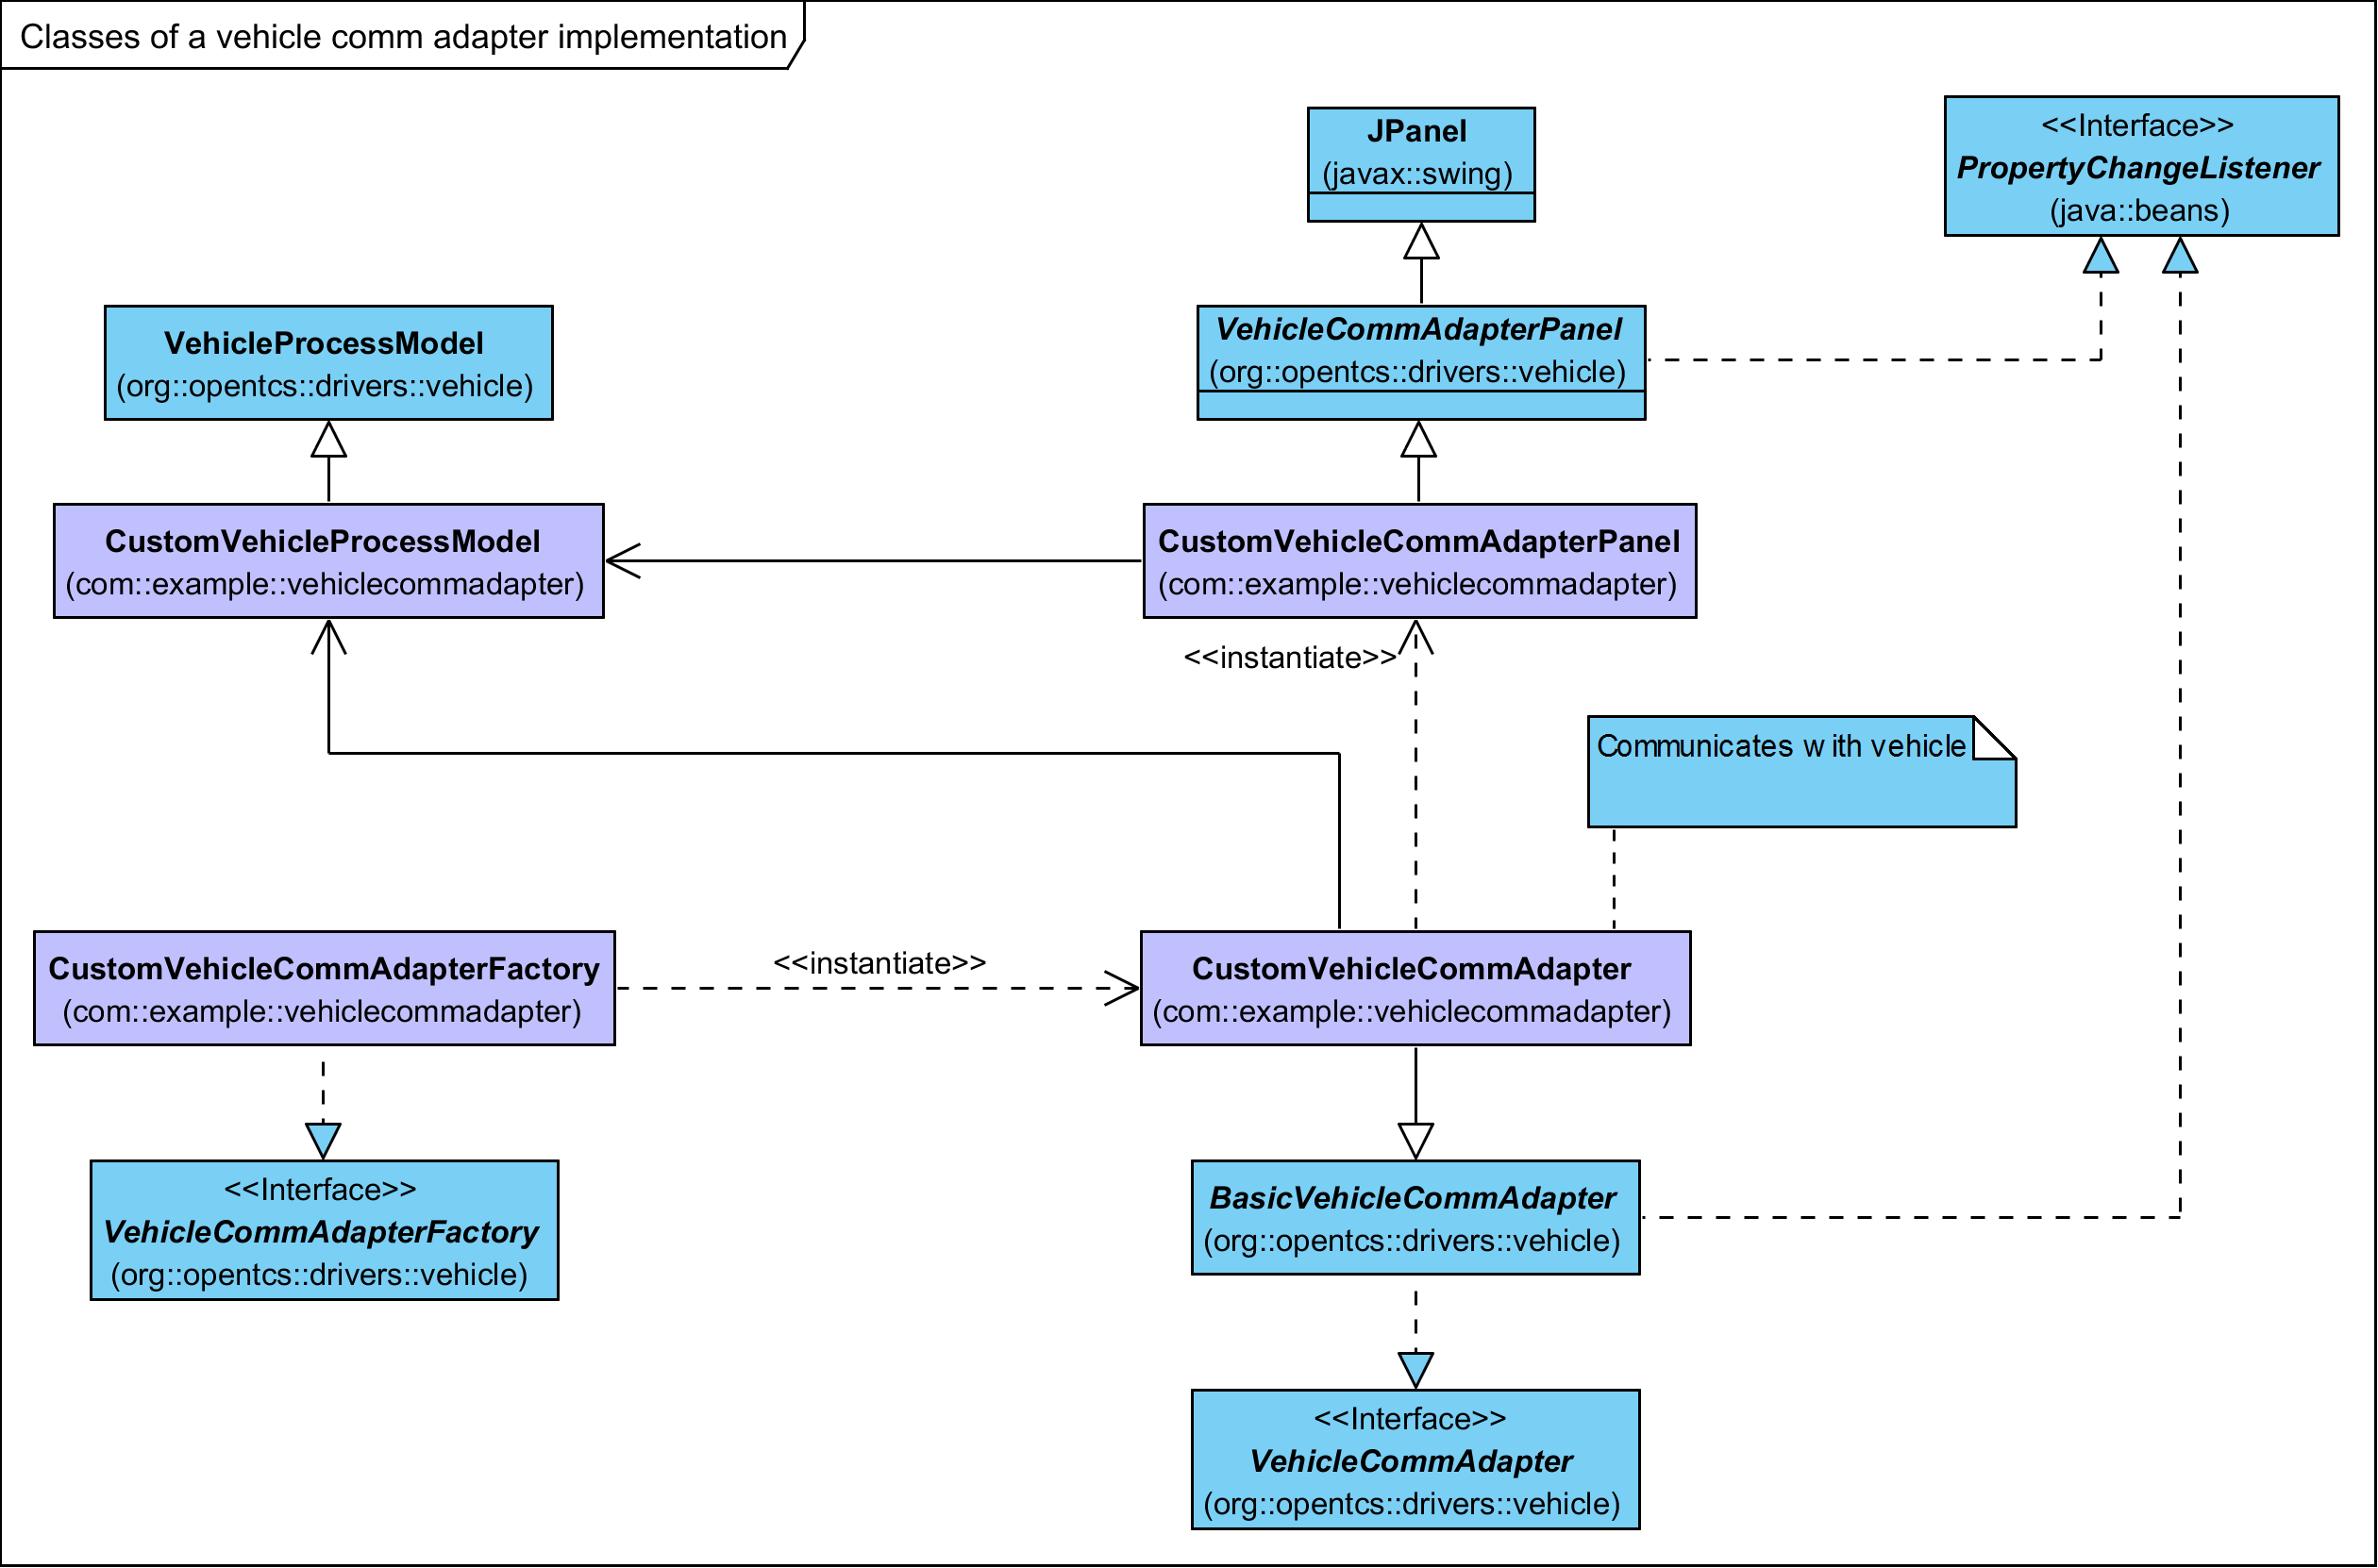 Classes of a vehicle comm adapter implementation
JPanel
(javax::swing)
<<Interface>>
PropertyChangeListener
(java::beans)
VehicleProcessModel
(org::opentcs::drivers::vehicle)
VehicleCommAdapterPanel
(org::opentcs::drivers::vehicle)
CustomVehicleProcessModel
(com::example::vehiclecommadapter)
CustomVehicleCommAdapterPanel
(com::example::vehiclecommadapter)
<<instantiate>>
Communicates with vehicle
CustomVehicleCommAdapterFactory
(com::example::vehiclecommadapter)
<<instantiate>>
CustomVehicleCommAdapter
(com::example::vehiclecommadapter)
<<Interface>>
VehicleCommAdapterFactory
(org::opentcs::drivers::vehicle)
BasicVehicleCommAdapter
(org::opentcs::drivers::vehicle)
<<Interface>>
VehicleCommAdapter
(org::opentcs::drivers::vehicle)